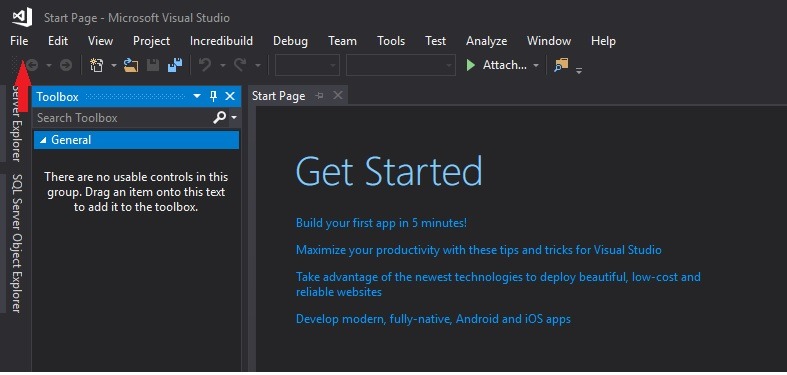 Start Page - Microsoft Visual Studio
File Edit View Project Incredibuild Debug Team Tools Test Analyze Window Help
Attach...
Server Explorer
SQL Server Object Explorer
Toolbox
Search Toolbox
General
There are no usable controls in this
group. Drag an item onto this text
to add it to the toolbox.
Start Page
Get Started
Build your first app in 5 minutes!
Maximize your productivity with these tips and tricks for Visual Studio
Take advantage of the newest technologies to deploy beautiful, low-cost and
reliable websites
Develop modern, fully-native, Android and iOS apps